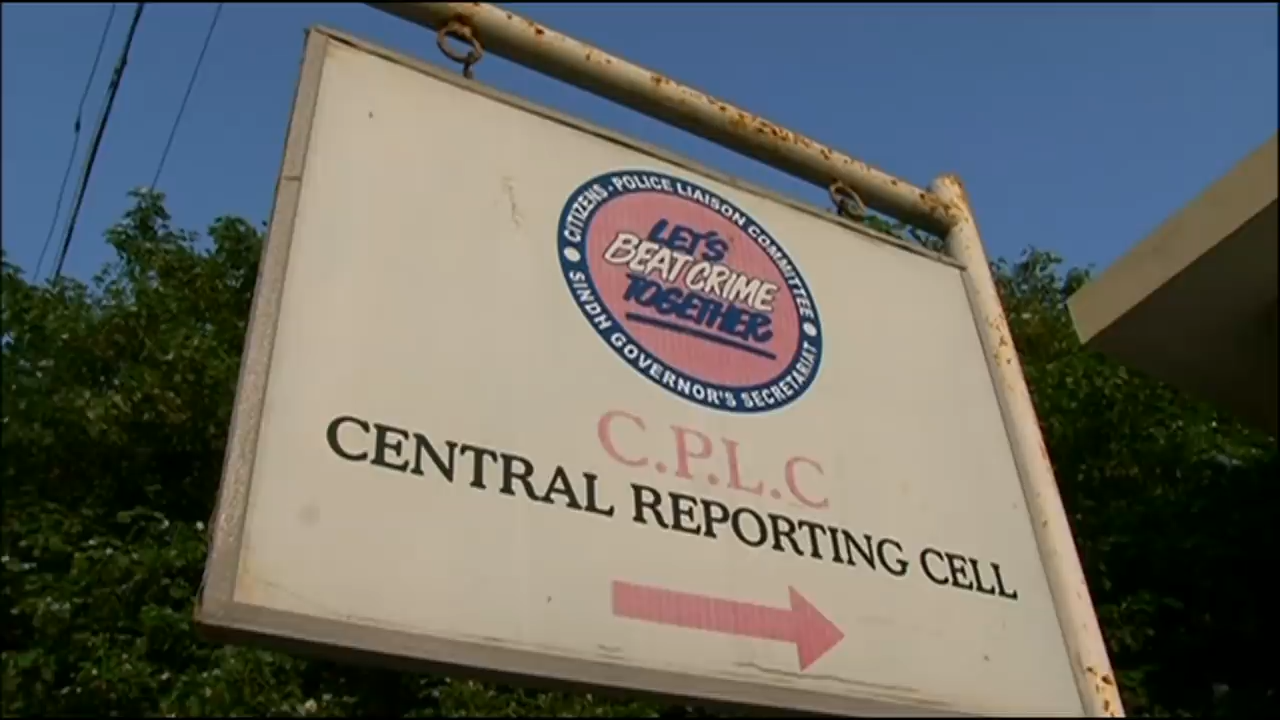 CITIZENS - POLICE LIAISON COMMITTEE
LET'S
BEAT CRIME
TOGETHER
SINDH GOVERNOR'S SECRETARIAT
C.P.L.C
CENTRAL REPORTING CELL